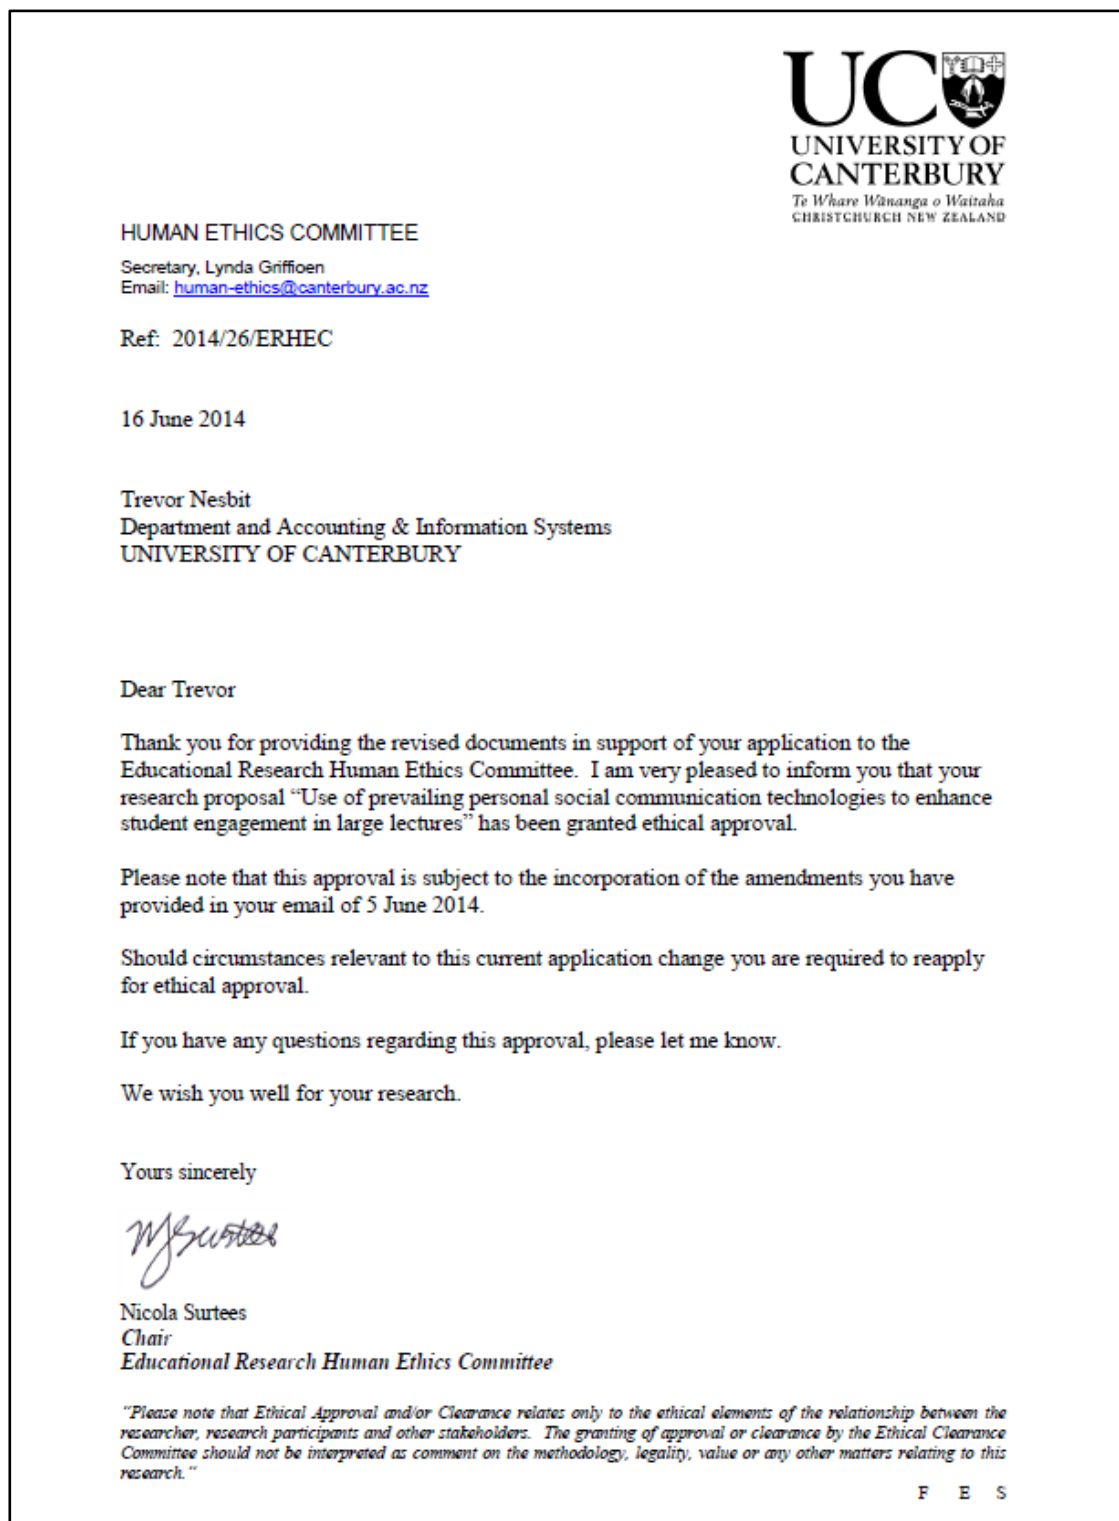 UC
UNIVERSITY OF
CANTERBURY
Te Whare Wānanga o Waitaha
CHRISTCHURCH NEW ZEALAND
HUMAN ETHICS COMMITTEE
Secretary, Lynda Griffioen
Email: human-ethics@canterbury.ac.nz
Ref:  2014/26/ERHEC
16 June 2014
Trevor Nesbit
Department and Accounting & Information Systems
UNIVERSITY OF CANTERBURY
Dear Trevor
Thank you for providing the revised documents in support of your application to the
Educational Research Human Ethics Committee.  I am very pleased to inform you that your
research proposal “Use of prevailing personal social communication technologies to enhance
student engagement in large lectures” has been granted ethical approval.
Please note that this approval is subject to the incorporation of the amendments you have
provided in your email of 5 June 2014.
Should circumstances relevant to this current application change you are required to reapply
for ethical approval.
If you have any questions regarding this approval, please let me know.
We wish you well for your research.
Yours sincerely
NJSurtees
Nicola Surtees
Chair
Educational Research Human Ethics Committee
“Please note that Ethical Approval and/or Clearance relates only to the ethical elements of the relationship between the
researcher, research participants and other stakeholders.  The granting of approval or clearance by the Ethical Clearance
Committee should not be interpreted as comment on the methodology, legality, value or any other matters relating to this
research.”
F E S